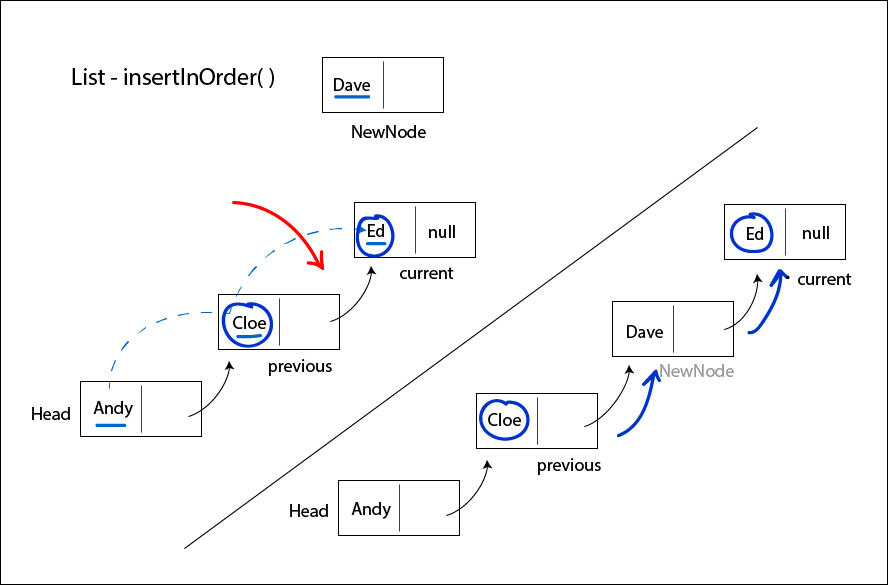 List - insertInOrder( )
Dave
NewNode
Ed
null
current
Cloe
previous
Head
Andy
Ed
null
current
Dave
NewNode
Cloe
previous
Head
Andy